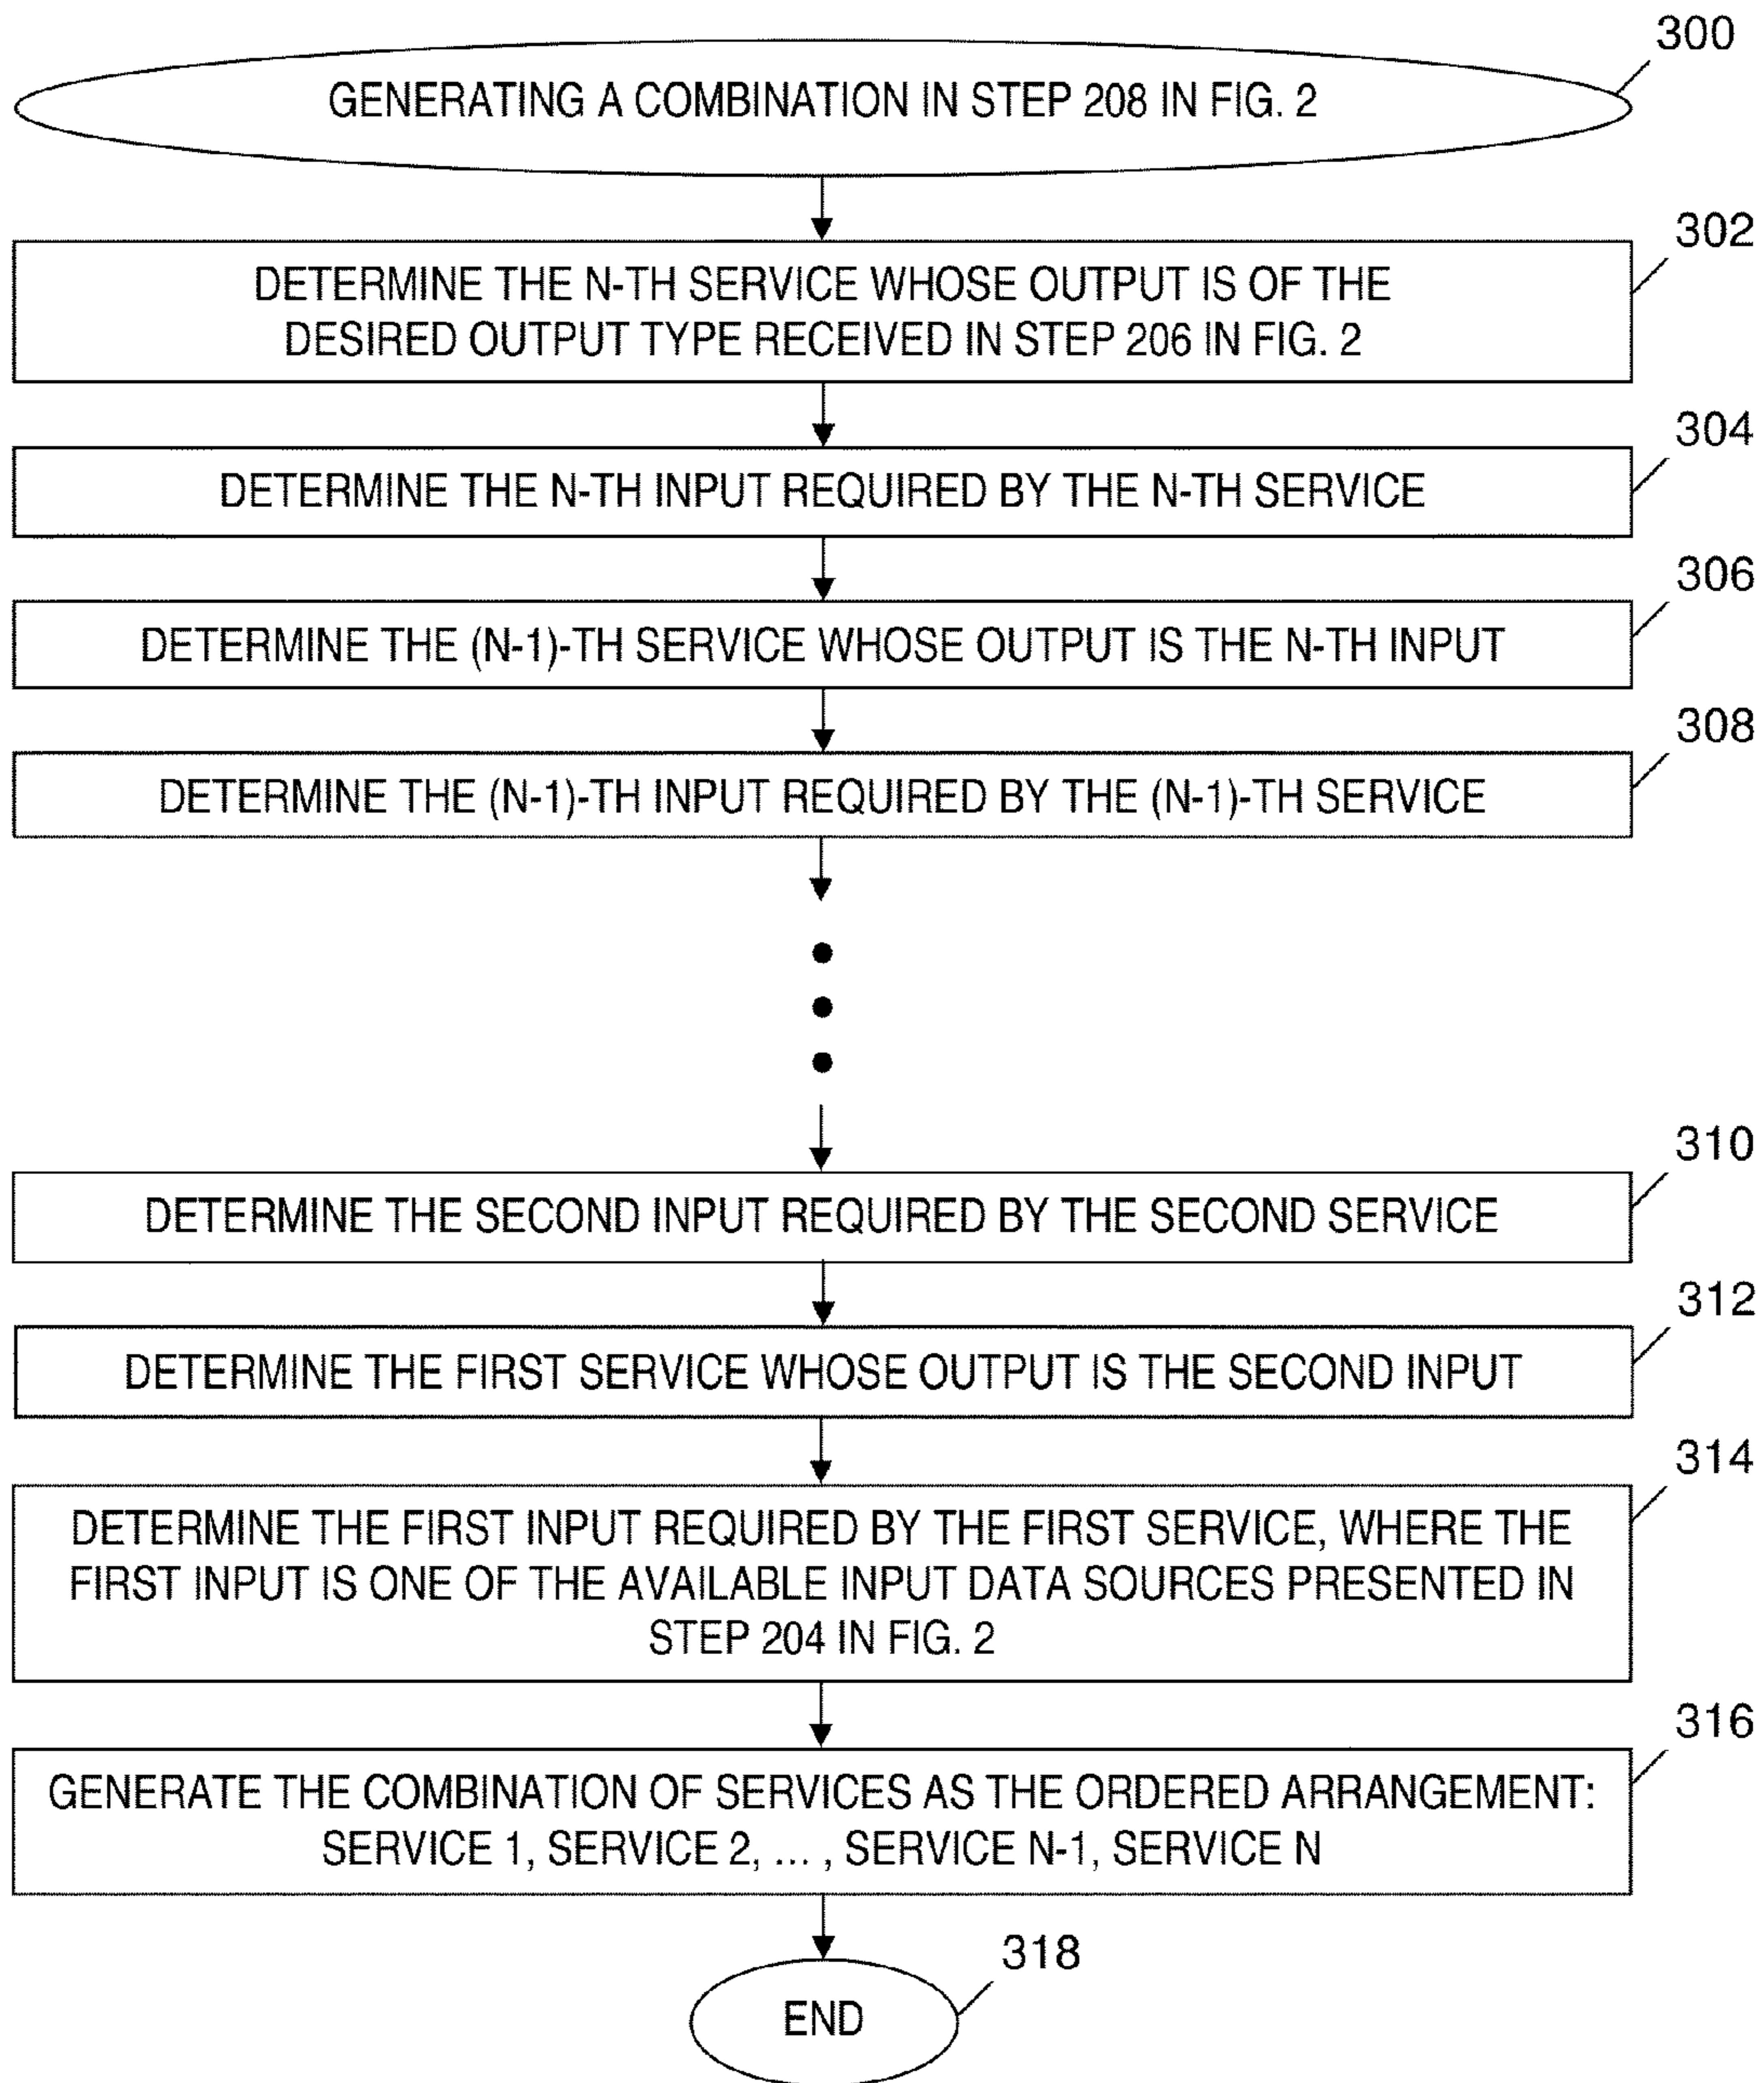 300
GENERATING A COMBINATION IN STEP 208 IN FIG. 2
302
DETERMINE THE N-TH SERVICE WHOSE OUTPUT IS OF THE
DESIRED OUTPUT TYPE RECEIVED IN STEP 206 IN FIG. 2
304
DETERMINE THE N-TH INPUT REQUIRED BY THE N-TH SERVICE
306
DETERMINE THE (N-1)-TH SERVICE WHOSE OUTPUT IS THE N-TH INPUT
308
DETERMINE THE (N-1)-TH INPUT REQUIRED BY THE (N-1)-TH SERVICE
310
DETERMINE THE SECOND INPUT REQUIRED BY THE SECOND SERVICE
312
DETERMINE THE FIRST SERVICE WHOSE OUTPUT IS THE SECOND INPUT
314
DETERMINE THE FIRST INPUT REQUIRED BY THE FIRST SERVICE, WHERE THE
FIRST INPUT IS ONE OF THE AVAILABLE INPUT DATA SOURCES PRESENTED IN
STEP 204 IN FIG. 2
316
GENERATE THE COMBINATION OF SERVICES AS THE ORDERED ARRANGEMENT:
SERVICE 1, SERVICE 2, ... , SERVICE N-1, SERVICE N
318
END